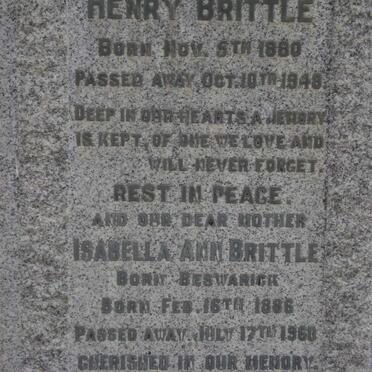 HENRY BRITTLE
BORN NOV. 5TH 1880
PASSED AWAY OCT. 10TH 1948
DEEP IN OUR HEARTS A MEMORY
IS KEPT, OF ONE WE LOVE AND
WILL NEVER FORGET.
REST IN PEACE.
AND OUR DEAR MOTHER
ISABELLA ANN BRITTLE
BORN BESWARICK
BORN FEB. 16TH 1886
PASSED AWAY JULY 17TH 1960
CHERISHED IN OUR MEMORY.